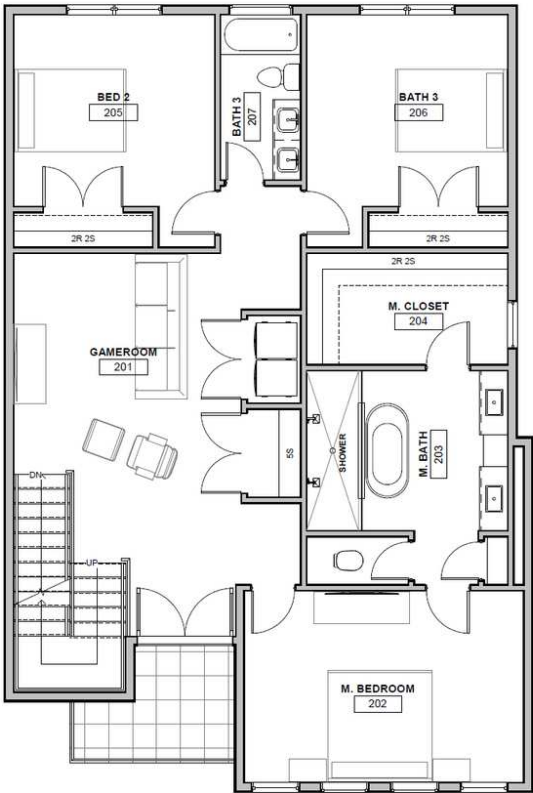 BED 2
205
BATH 3
207
BATH 3
206
2R 2S
2R 2S
2R 2S
M. CLOSET
204
GAMEROOM
201
SHOWER
M. BATH
203
5S
DN
UP
M. BEDROOM
202